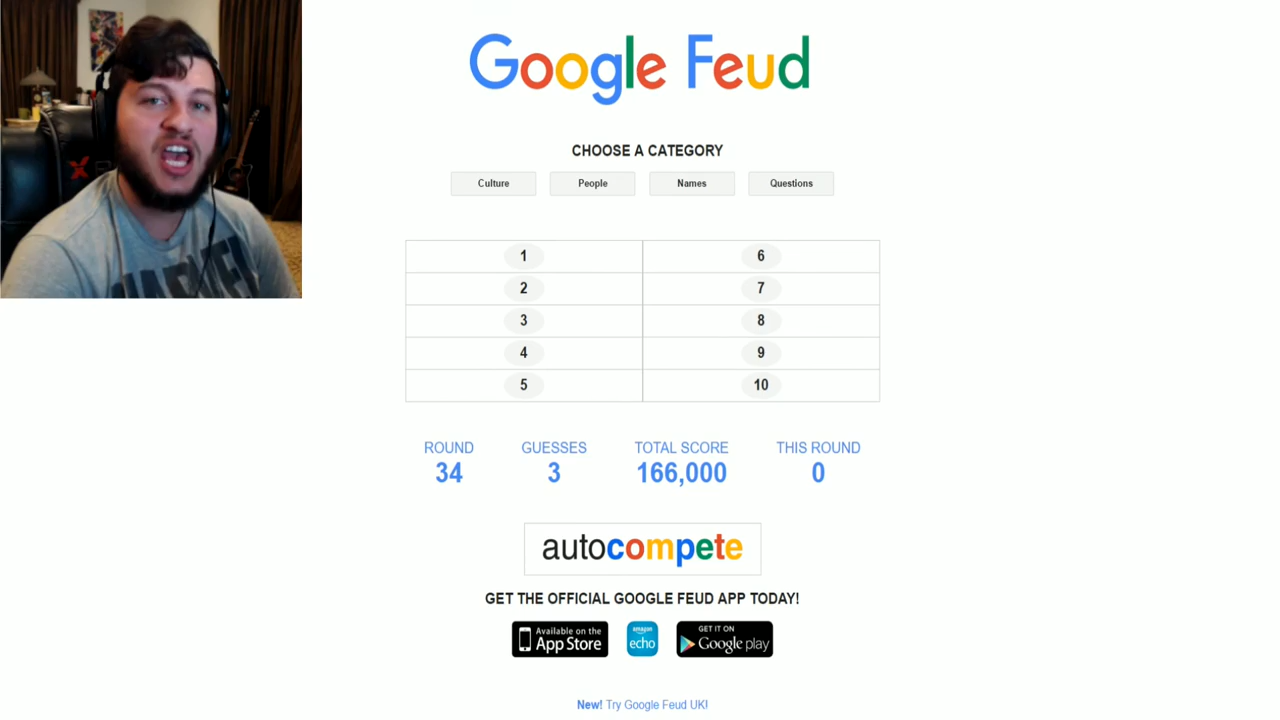 Google Feud
CHOOSE A CATEGORY
Culture People Names Questions
1 6
2 7
3 8
4 9
5 10
ROUND GUESSES TOTAL SCORE THIS ROUND
34 3 166,000 0
autocompete
GET THE OFFICIAL GOOGLE FEUD APP TODAY!
Available on the App Store
amazon echo
GET IT ON Google play
New! Try Google Feud UK!
MARVEL